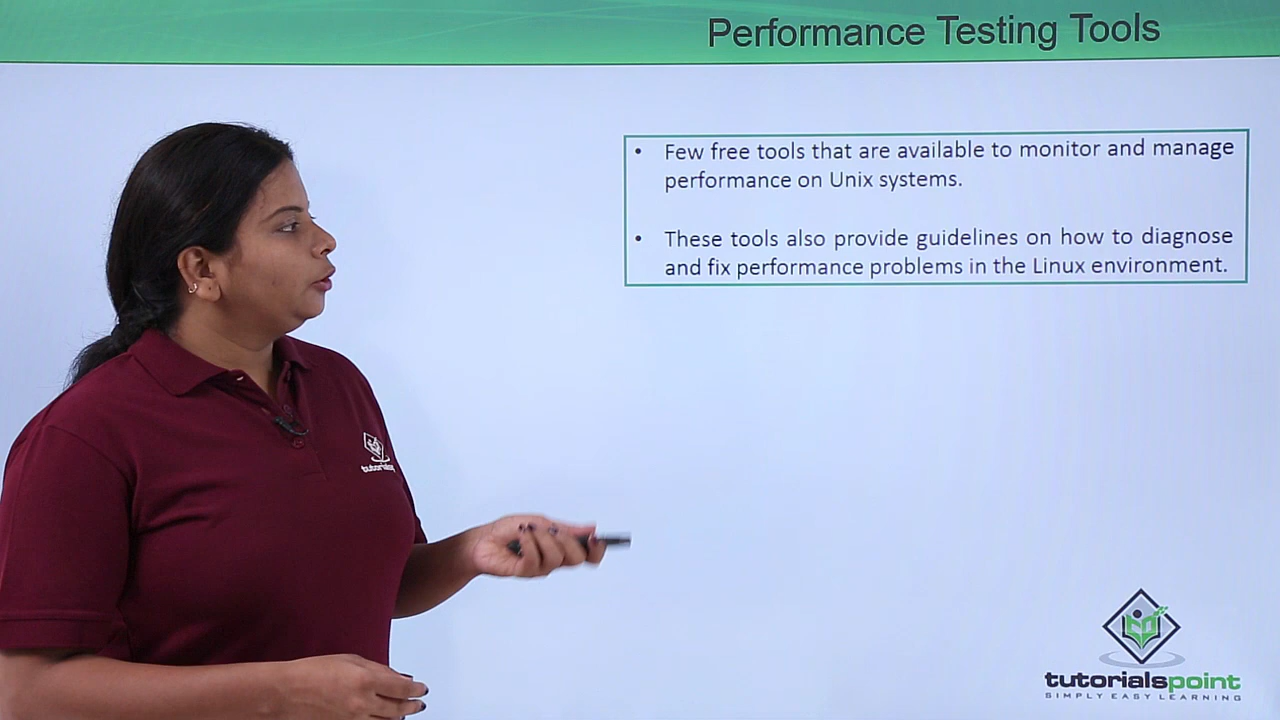 Performance Testing Tools
• Few free tools that are available to monitor and manage
performance on Unix systems.
• These tools also provide guidelines on how to diagnose
and fix performance problems in the Linux environment.
tutorialspoint
SIMPLY EASY LEARNING